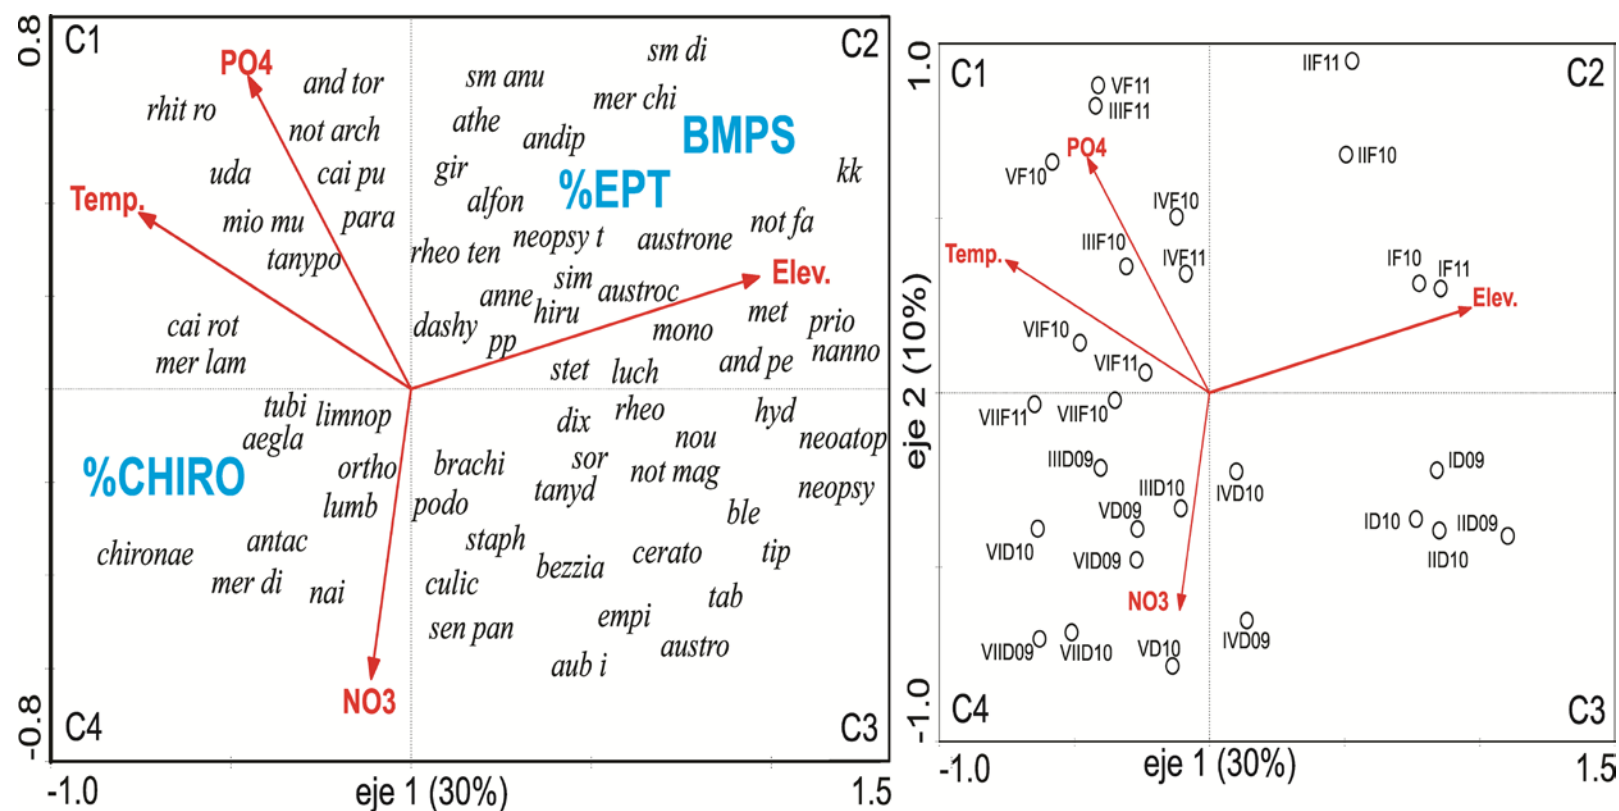 0.8
C1
C2
PO4
and tor
sm anu
sm di
rhit ro
not arch
athe
andip
mer chi
BMPS
uda
cai pu
gir
alfon
%EPT
kk
Temp.
mio mu
para
tanypo
rheo ten
neopsy t
austrone
not fa
Elev.
anne
sim
hiru
austroc
cai rot
dashy
pp
mono
met
prio
mer lam
stet
luch
and pe
nanno
tubi
limnop
aegla
dix
rheo
nou
hyd
neoatop
%CHIRO
ortho
brachi
sor
not mag
lumb
podo
tanyd
neopsy
ble
chironae
antac
staph
bezzia
cerato
tip
mer di
nai
culic
tab
empi
sen pan
austro
aub i
NO3
-0.8
C4
C3
-1.0
eje 1 (30%)
1.5
1.0
C1
C2
IIF11
VF11
IIIF11
PO4
VF10
IIF10
IVF10
Temp.
IIIF10
IVF11
IF10
IF11
Elev.
VIF10
VIF11
eje 2 (10%)
VIIF11
VIIF10
IIID09
IIID10
IVD10
ID09
VD09
VID10
VID09
ID10
IID09
IID10
NO3
VIID09
VIID10
VD10
IVD09
-1.0
C4
C3
-1.0
eje 1 (30%)
1.5